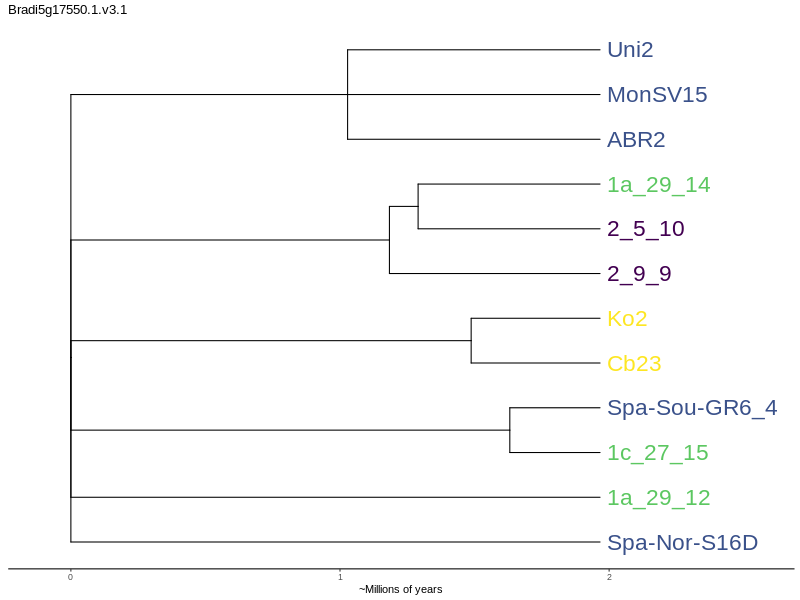 Bradi5g17550.1.v3.1
Uni2
MonSV15
ABR2
1a_29_14
2_5_10
2_9_9
Ko2
Cb23
Spa-Sou-GR6_4
1c_27_15
1a_29_12
Spa-Nor-S16D
0 1 2
~Millions of years